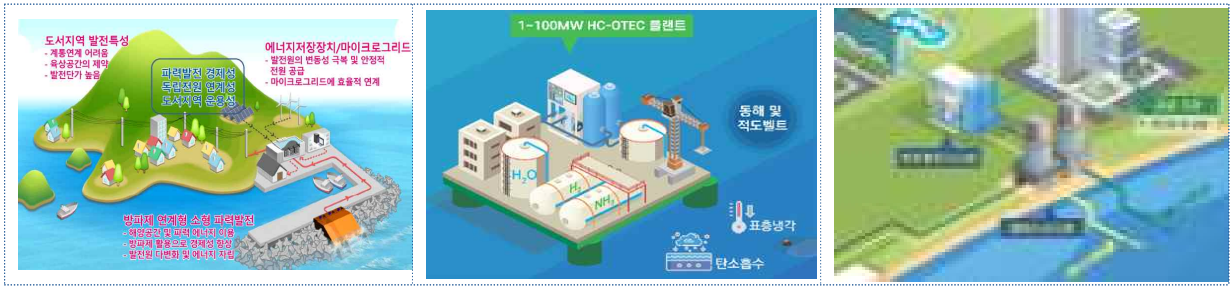 도서지역 발전특성
- 계통연계 어려움
- 육상공간의 제약
- 발전단가 높음
파력발전 경제성
독립전원 연계성
도서지역 운용성
에너지저장장치/마이크로그리드
- 발전원의 변동성 극복 및 안정적
전원 공급
- 마이크로그리드에 효율적 연계
방파제 연계형 소형 파력발전
- 해양공간 및 파력 에너지 이용
- 방파제 활용으로 경제성 향상
- 발전원 다변화 및 에너지 자립
1-100MW HC-OTEC 플랜트
동해 및
적도벨트
H₂O
H₂
NH₃
표층냉각
탄소흡수